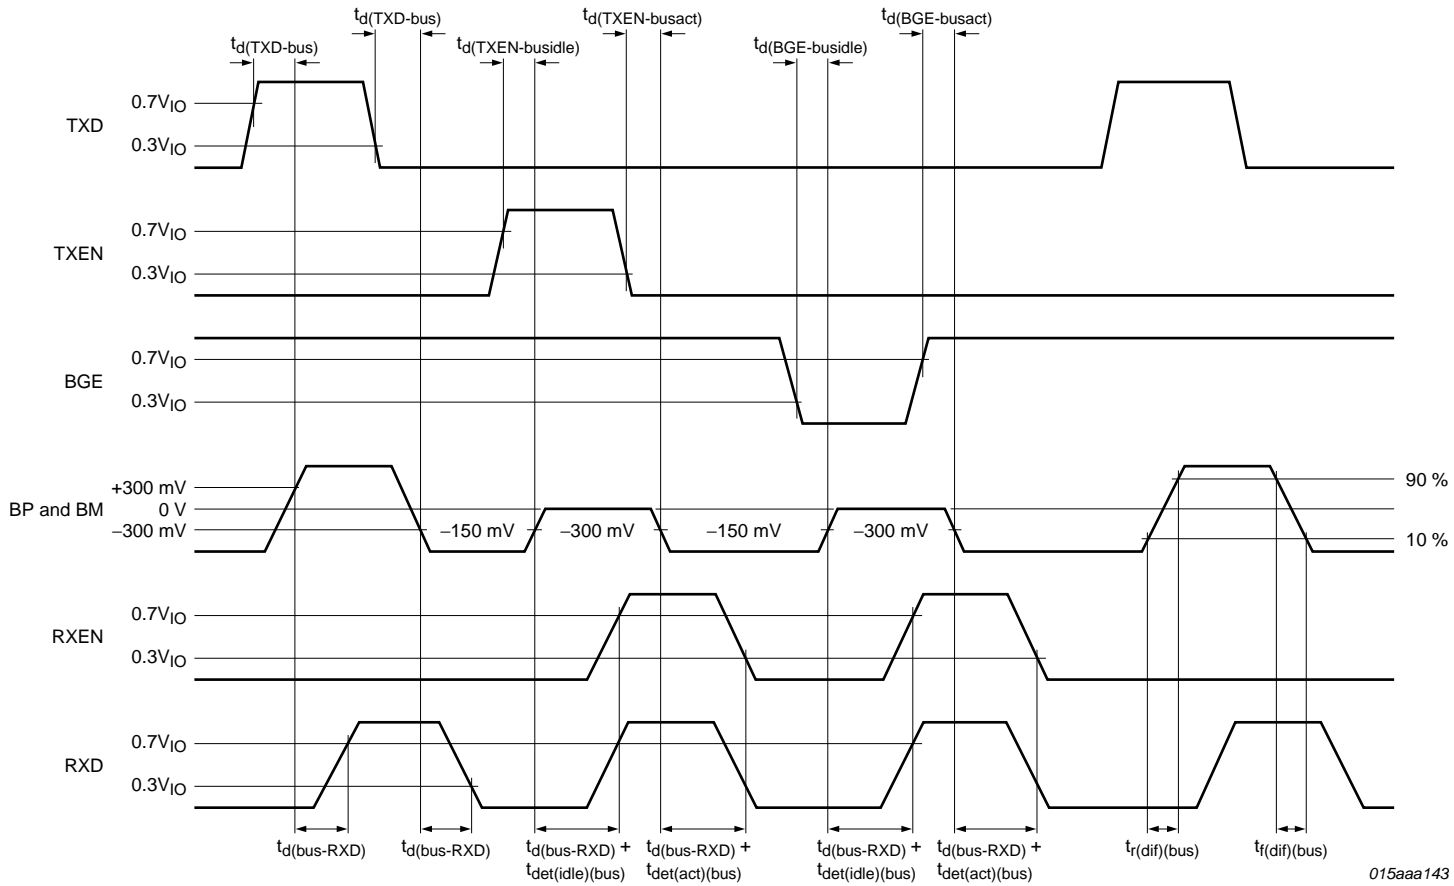 td(TXD-bus) td(TXEN-busact) td(BGE-busact)
td(TXD-bus) td(TXEN-busidle) td(BGE-busidle)
0.7VIO
TXD
0.3VIO
0.7VIO
TXEN
0.3VIO
0.7VIO
BGE
0.3VIO
+300 mV 90 %
BP and BM 0 V
−300 mV −150 mV −300 mV −150 mV −300 mV
10 %
0.7VIO
RXEN
0.3VIO
0.7VIO
RXD
0.3VIO
td(bus-RXD) td(bus-RXD) td(bus-RXD) + td(bus-RXD) + td(bus-RXD) + td(bus-RXD) + tr(dif)(bus) tf(dif)(bus)
tdet(idle)(bus) tdet(act)(bus) tdet(idle)(bus) tdet(act)(bus)
015aaa143